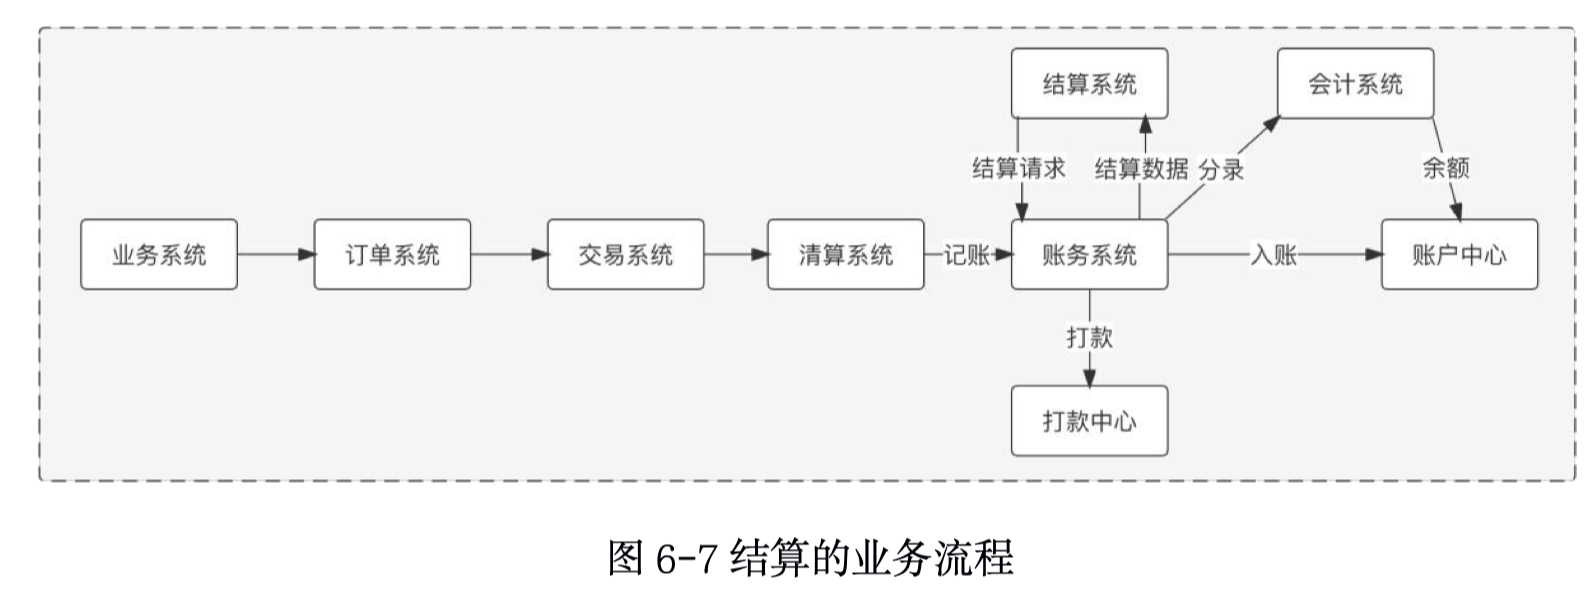 结算系统
会计系统
结算请求
结算数据
分录
余额
业务系统
订单系统
交易系统
清算系统
记账
账务系统
入账
账户中心
打款
打款中心
图 6-7 结算的业务流程